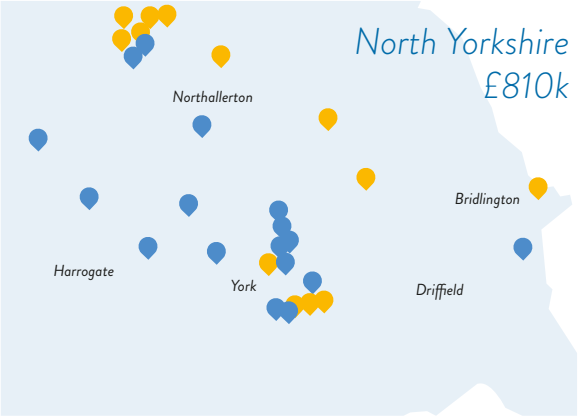 North Yorkshire
£810k
Northallerton
Bridlington
Harrogate
York
Driffield